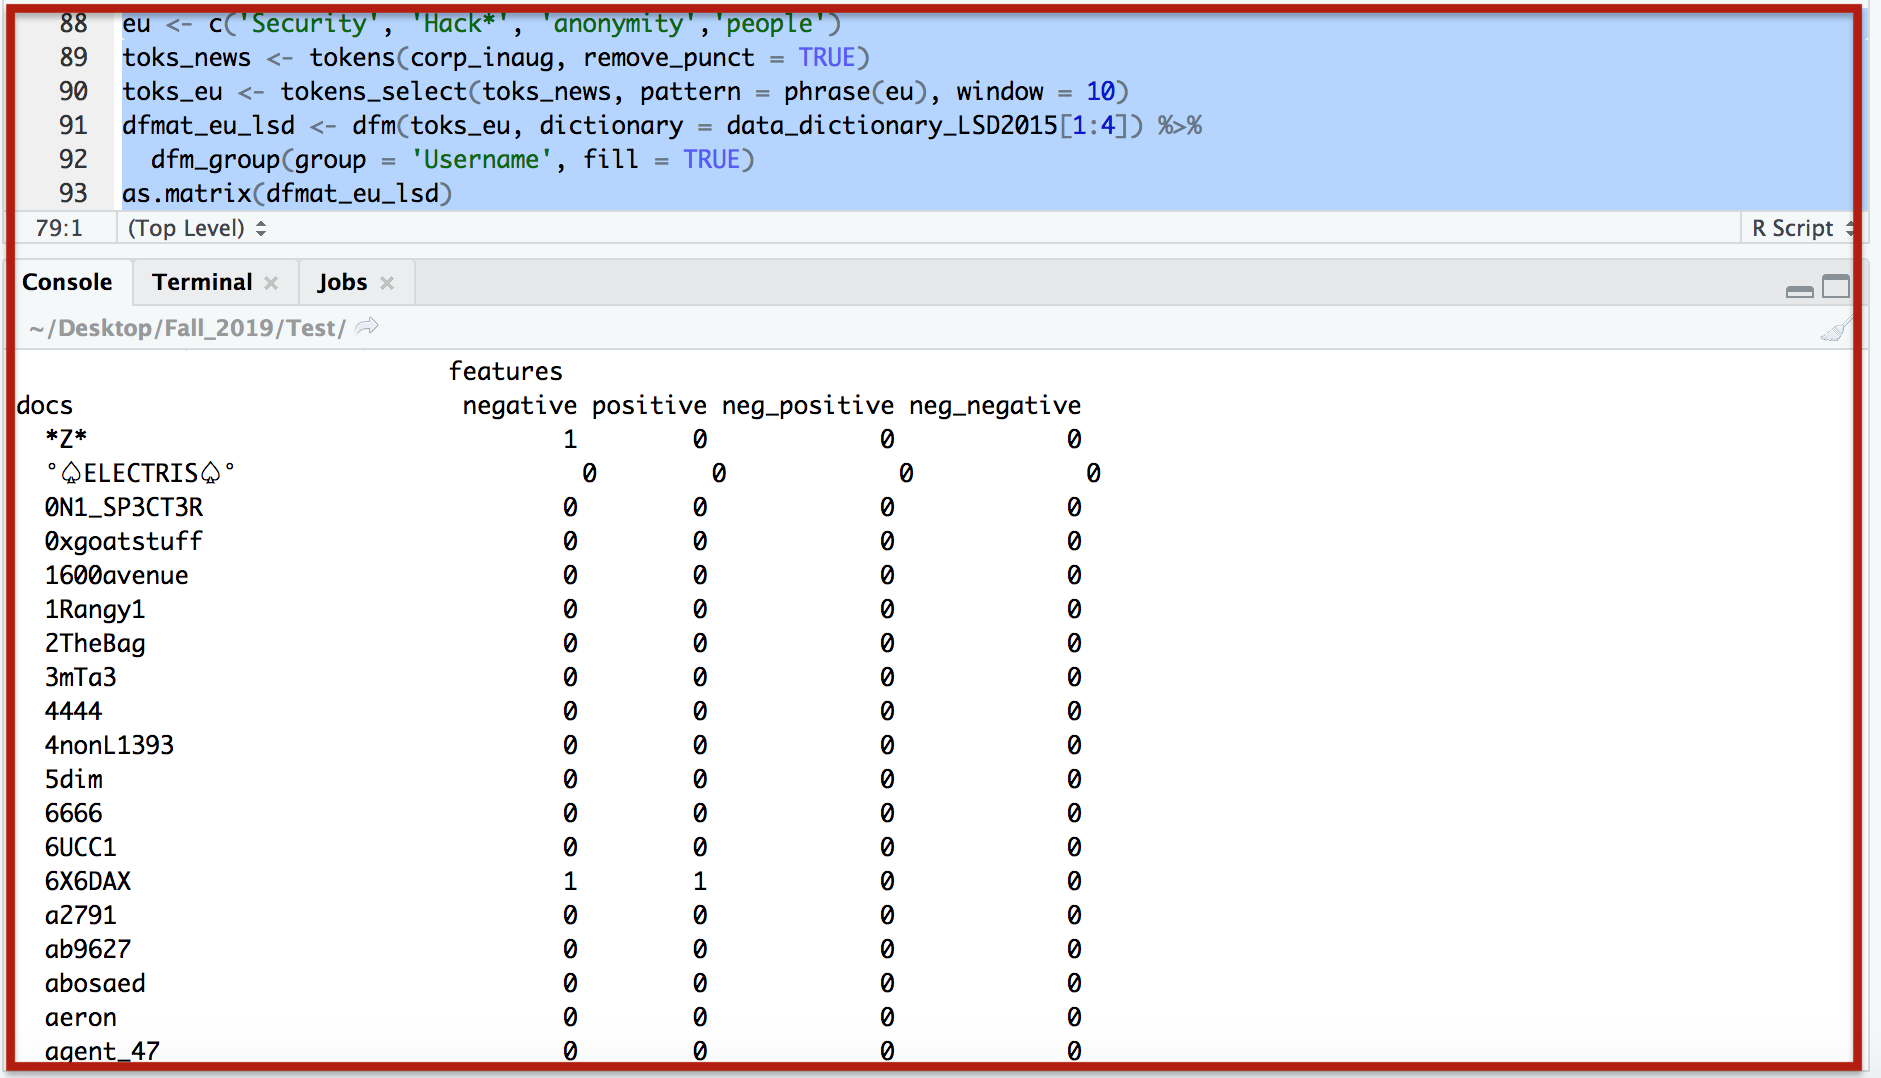 88 eu <- c('Security', 'Hack*', 'anonymity','people')
89 toks_news <- tokens(corp_inaug, remove_punct = TRUE)
90 toks_eu <- tokens_select(toks_news, pattern = phrase(eu), window = 10)
91 dfmat_eu_lsd <- dfm(toks_eu, dictionary = data_dictionary_LSD2015[1:4]) %>%
92   dfm_group(group = 'Username', fill = TRUE)
93 as.matrix(dfmat_eu_lsd)
79:1 (Top Level) R Script
Console Terminal Jobs
~/Desktop/Fall_2019/Test/
features
docs negative positive neg_positive neg_negative
*Z* 1 0 0 0
°♤ELECTRIS♤° 0 0 0 0
0N1_SP3CT3R 0 0 0 0
0xgoatstuff 0 0 0 0
1600avenue 0 0 0 0
1Rangy1 0 0 0 0
2TheBag 0 0 0 0
3mTa3 0 0 0 0
4444 0 0 0 0
4nonL1393 0 0 0 0
5dim 0 0 0 0
6666 0 0 0 0
6UCC1 0 0 0 0
6X6DAX 1 1 0 0
a2791 0 0 0 0
ab9627 0 0 0 0
abosaed 0 0 0 0
aeron 0 0 0 0
agent_47 0 0 0 0